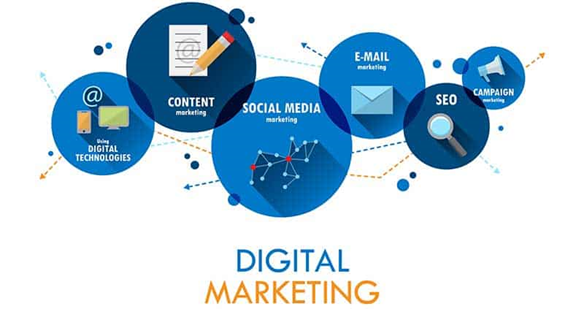 @
Using
DIGITAL
TECHNOLOGIES
@
CONTENT
marketing
SOCIAL MEDIA
marketing
E-MAIL
marketing
SEO
CAMPAIGN
marketing
DIGITAL
MARKETING